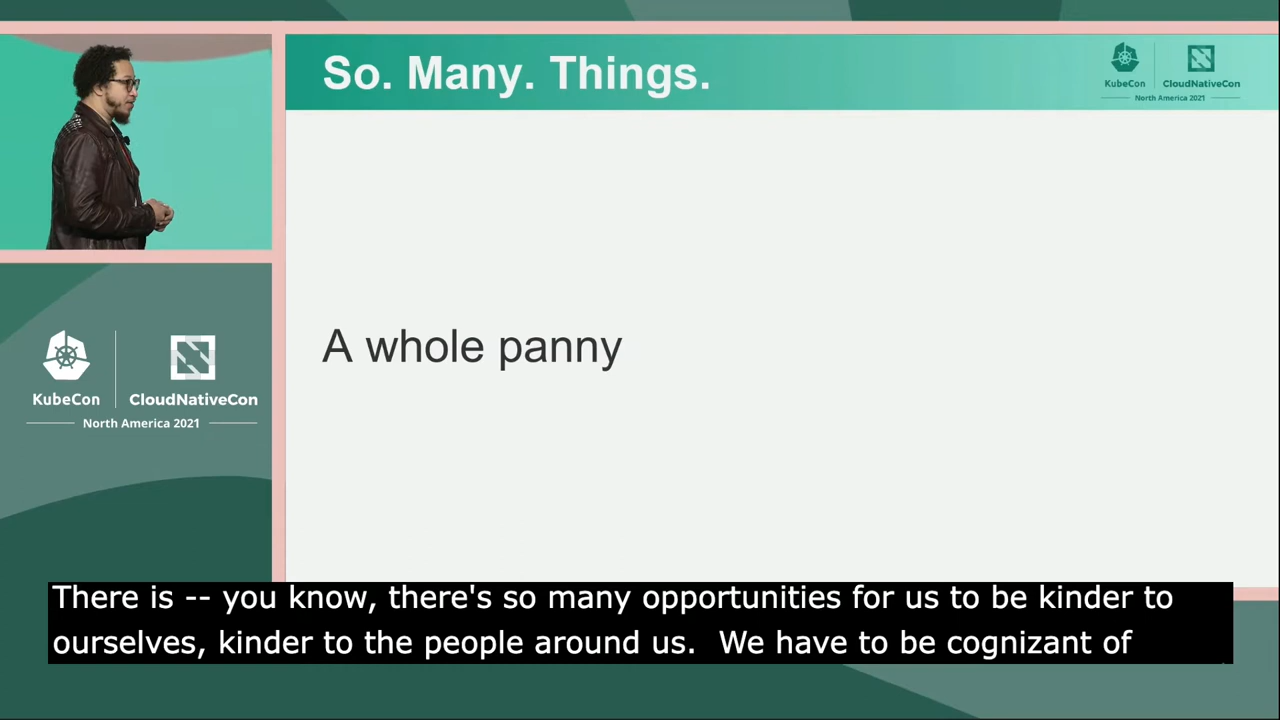 So. Many. Things.
KubeCon
CloudNativeCon
North America 2021
A whole panny
KubeCon
CloudNativeCon
North America 2021
There is -- you know, there's so many opportunities for us to be kinder to
ourselves, kinder to the people around us.  We have to be cognizant of